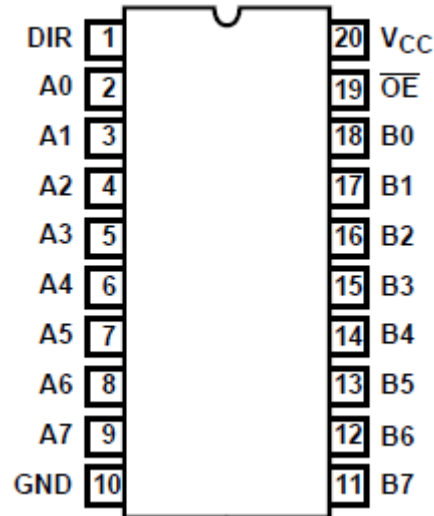 DIR 1 20 VCC
A0 2 19 O̅E̅
A1 3 18 B0
A2 4 17 B1
A3 5 16 B2
A4 6 15 B3
A5 7 14 B4
A6 8 13 B5
A7 9 12 B6
GND 10 11 B7